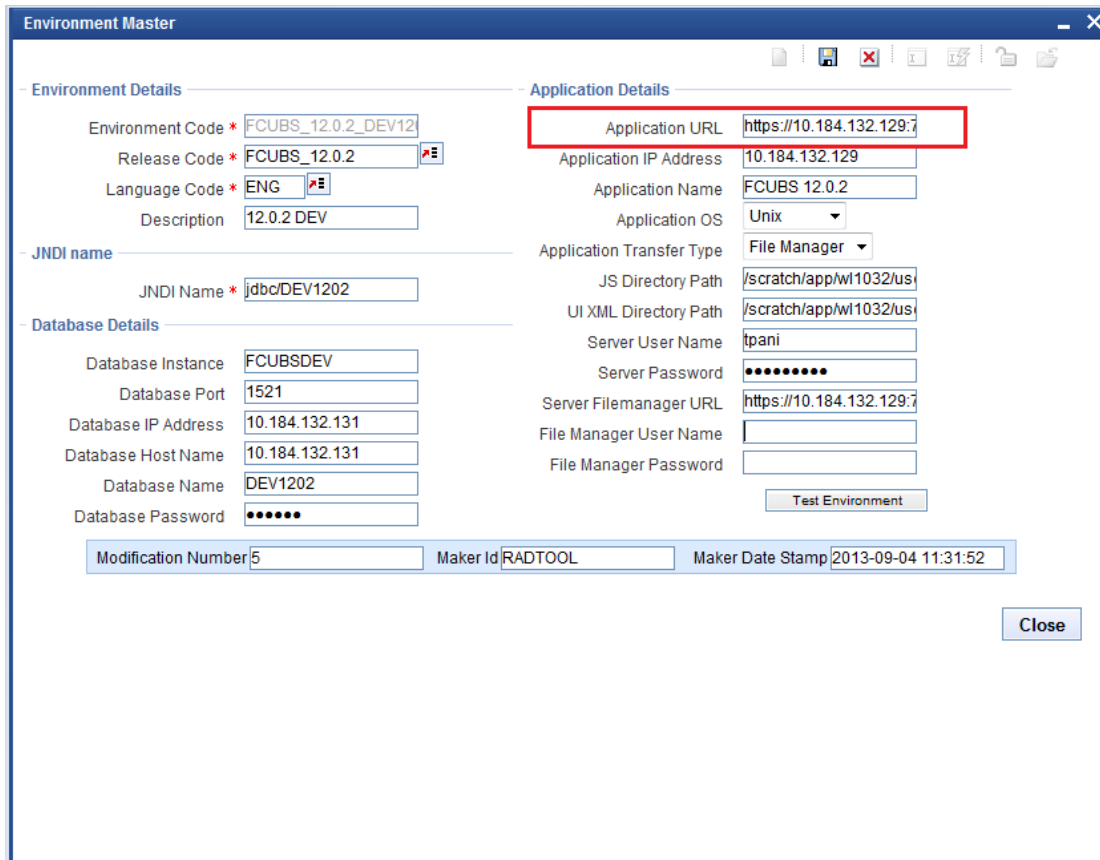 Environment Master
Environment Details
Environment Code * FCUBS_12.0.2_DEV120
Release Code * FCUBS_12.0.2
Language Code * ENG
Description 12.0.2 DEV
JNDI name
JNDI Name * jdbc/DEV1202
Database Details
Database Instance FCUBSDEV
Database Port 1521
Database IP Address 10.184.132.131
Database Host Name 10.184.132.131
Database Name DEV1202
Database Password ●●●●●●
Application Details
Application URL https://10.184.132.129:7
Application IP Address 10.184.132.129
Application Name FCUBS 12.0.2
Application OS Unix
Application Transfer Type File Manager
JS Directory Path /scratch/app/wl1032/use
UI XML Directory Path /scratch/app/wl1032/use
Server User Name tpani
Server Password ●●●●●●●●●
Server Filemanager URL https://10.184.132.129:7
File Manager User Name
File Manager Password
Test Environment
Modification Number 5 Maker Id RADTOOL Maker Date Stamp 2013-09-04 11:31:52
Close